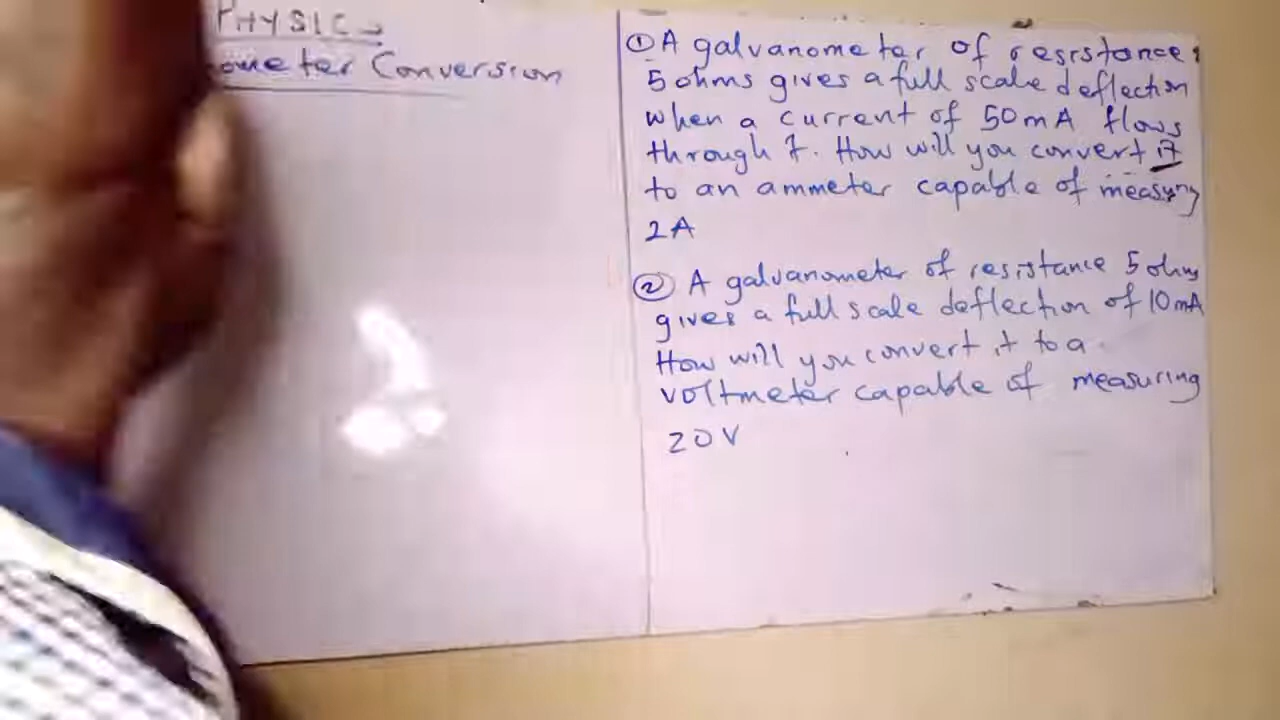 PHYSIC
ometer Conversion
① A galvanometer of resistance
5 ohms gives a full scale deflection
when a current of 50mA flows
through it. How will you convert it
to an ammeter capable of measuring
2A
② A galvanometer of resistance 5 ohms
gives a full scale deflection of 10mA
How will you convert it to a
voltmeter capable of measuring
20V